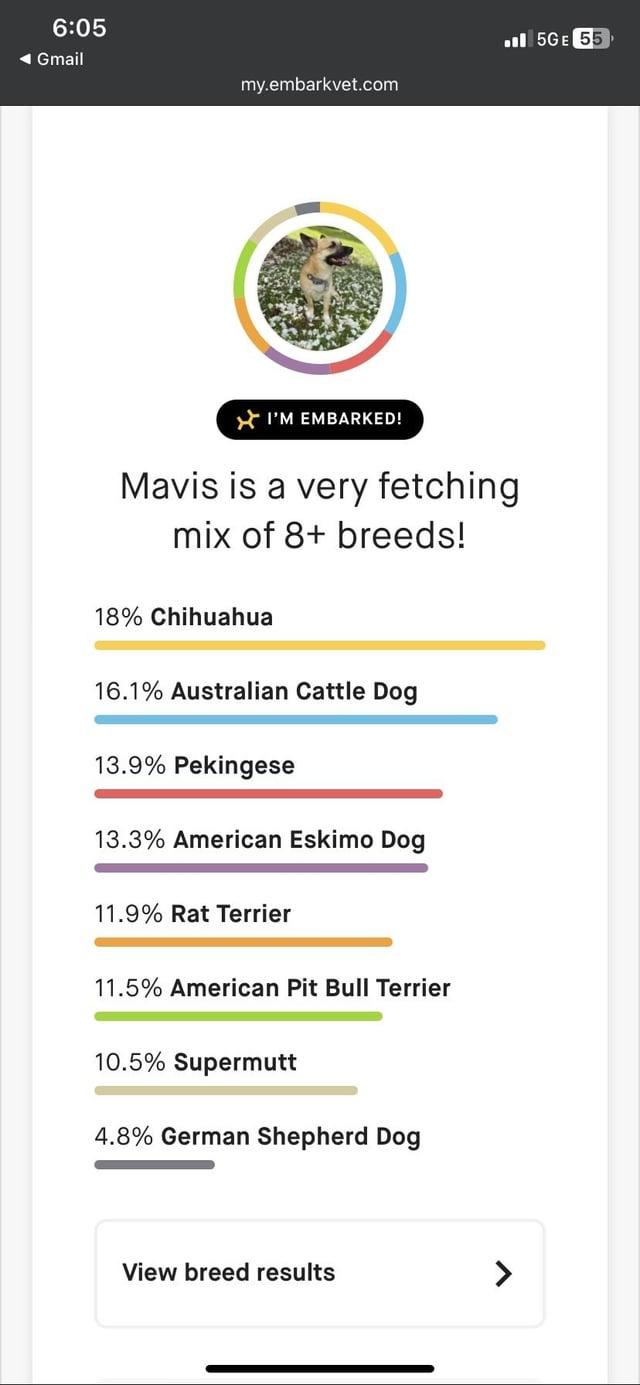 6:05
5GE 55
◀ Gmail
my.embarkvet.com
I'M EMBARKED!
Mavis is a very fetching
mix of 8+ breeds!
18% Chihuahua
16.1% Australian Cattle Dog
13.9% Pekingese
13.3% American Eskimo Dog
11.9% Rat Terrier
11.5% American Pit Bull Terrier
10.5% Supermutt
4.8% German Shepherd Dog
View breed results